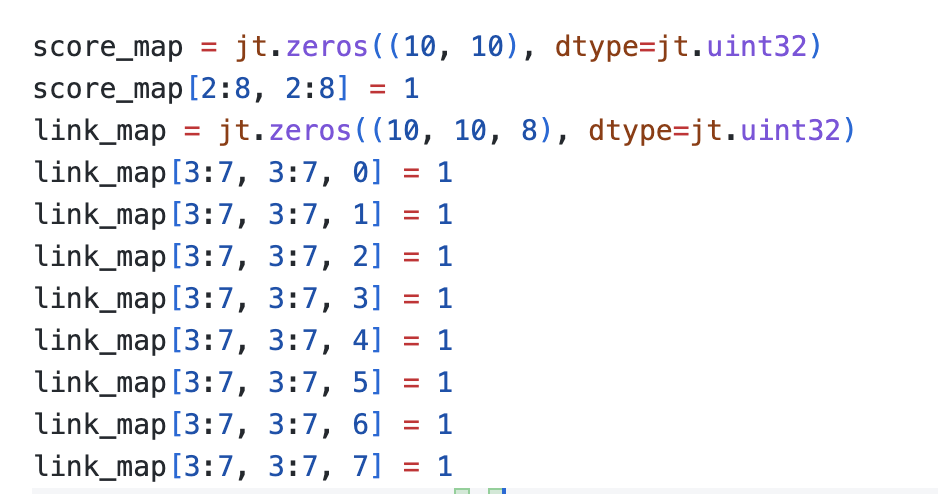 score_map = jt.zeros((10, 10), dtype=jt.uint32)
score_map[2:8, 2:8] = 1
link_map = jt.zeros((10, 10, 8), dtype=jt.uint32)
link_map[3:7, 3:7, 0] = 1
link_map[3:7, 3:7, 1] = 1
link_map[3:7, 3:7, 2] = 1
link_map[3:7, 3:7, 3] = 1
link_map[3:7, 3:7, 4] = 1
link_map[3:7, 3:7, 5] = 1
link_map[3:7, 3:7, 6] = 1
link_map[3:7, 3:7, 7] = 1